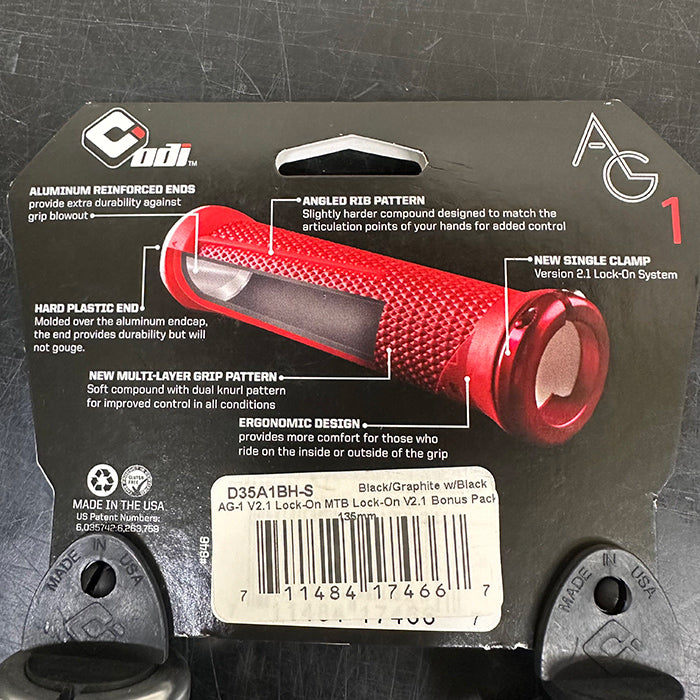 ODI™
AG
1
ALUMINUM REINFORCED ENDS
provide extra durability against
grip blowout
ANGLED RIB PATTERN
Slightly harder compound designed to match the
articulation points of your hands for added control
NEW SINGLE CLAMP
Version 2.1 Lock-On System
HARD PLASTIC END
Molded over the aluminum endcap,
the end provides durability but will
not gouge.
NEW MULTI-LAYER GRIP PATTERN
Soft compound with dual knurl pattern
for improved control in all conditions
ERGONOMIC DESIGN
provides more comfort for those who
ride on the inside or outside of the grip
GLUTEN
FREE
MADE IN THE USA
US Patent Numbers:
6,035742 6,263,759
#646
D35A1BH-S Black/Graphite w/Black
AG-1 V2.1 Lock-On MTB Lock-On V2.1 Bonus Pack
135mm
7 11484 17466 7
MADE IN USA
MADE IN USA